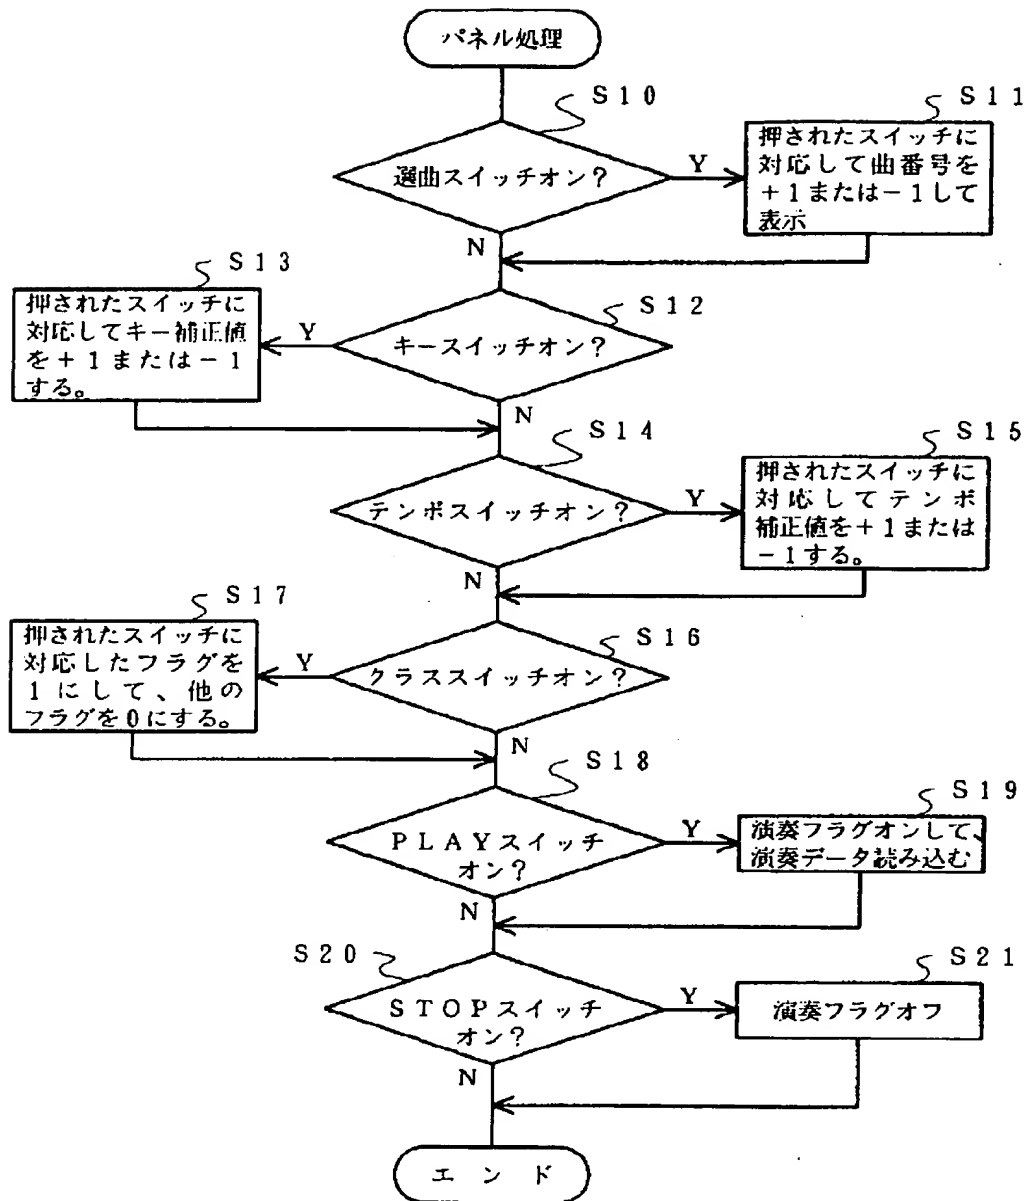 パネル処理
S10
選曲スイッチオン？
Y
N
S11
押されたスイッチに
対応して曲番号を
＋1または－1して
表示
S12
キースイッチオン？
Y
N
S13
押されたスイッチに
対応してキー補正値
を＋1または－1
する。
S14
テンポスイッチオン？
Y
N
S15
押されたスイッチに
対応してテンポ
補正値を＋1または
－1する。
S16
クラススイッチオン？
Y
N
S17
押されたスイッチに
対応したフラグを
1にして、他の
フラグを0にする。
S18
PLAYスイッチ
オン？
Y
N
S19
演奏フラグオンして、
演奏データ読み込む
S20
STOPスイッチ
オン？
Y
N
S21
演奏フラグオフ
エンド